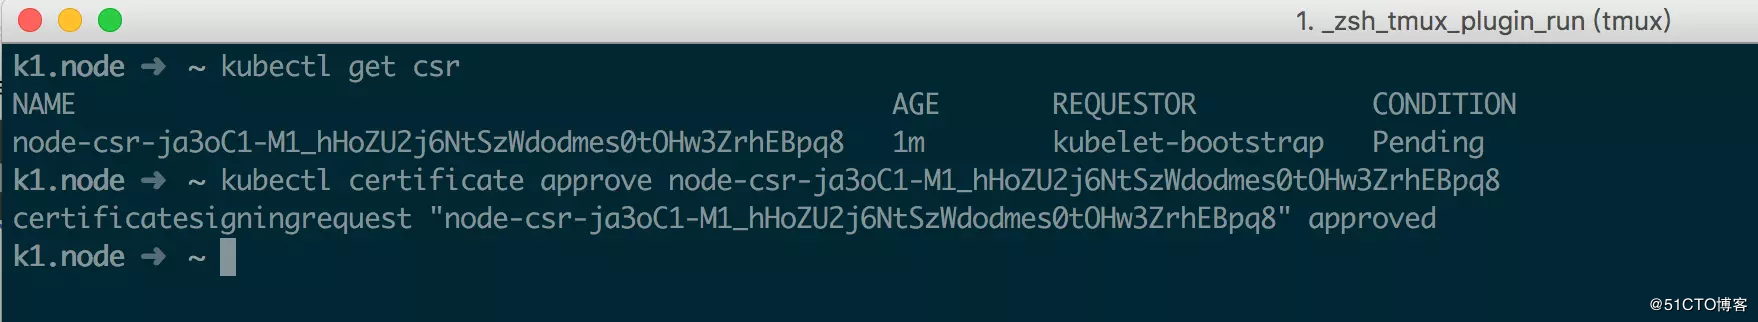 1. _zsh_tmux_plugin_run (tmux)
k1.node ➜ ~ kubectl get csr
NAME AGE REQUESTOR CONDITION
node-csr-ja3oC1-M1_hHoZU2j6NtSzWdodmes0tOHw3ZrhEBpq8 1m kubelet-bootstrap Pending
k1.node ➜ ~ kubectl certificate approve node-csr-ja3oC1-M1_hHoZU2j6NtSzWdodmes0tOHw3ZrhEBpq8
certificatesigningrequest "node-csr-ja3oC1-M1_hHoZU2j6NtSzWdodmes0tOHw3ZrhEBpq8" approved
k1.node ➜ ~
@51CTO博客